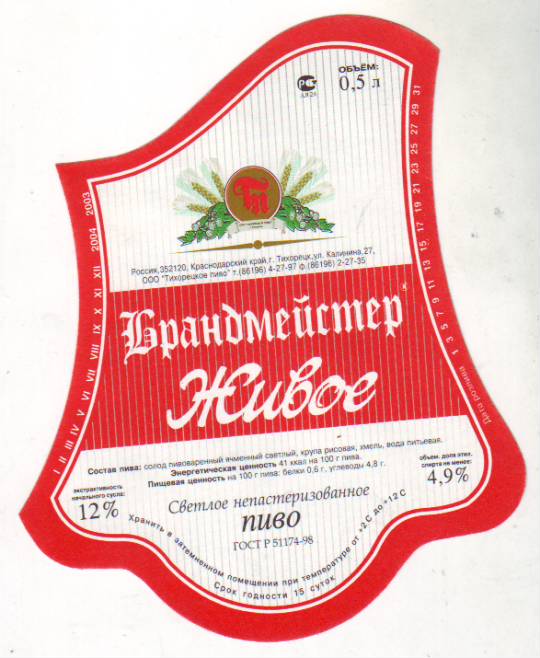 ОБЪЕМ:
0,5 л
Россия,352120, Краснодарский край,г. Тихорецк,ул. Калинина,27,
ООО "Тихорецкое пиво" т.(86196) 4-27-97 ф.(86196) 2-27-35
Брандмейстер®
Живое
Состав пива: солод пивоваренный ячменный светлый, крупа рисовая, хмель, вода питьевая.
Энергетическая ценность 41 ккал на 100 г пива.
Пищевая ценность на 100 г пива: белки 0,6 г, углеводы 4,8 г.
экстрактивность
начального сусла:
12%
объем. доля этил.
спирта не менее:
4,9%
Светлое непастеризованное
пиво
ГОСТ Р 51174-98
Хранить в затемненном помещении при температуре от +2 С до +12 С
Срок годности 15 суток
I II III IV V VI VII VIII IX X XI XII 2004 2003
Дата розлива 1 3 5 7 9 11 13 15 17 19 21 23 25 27 29 31